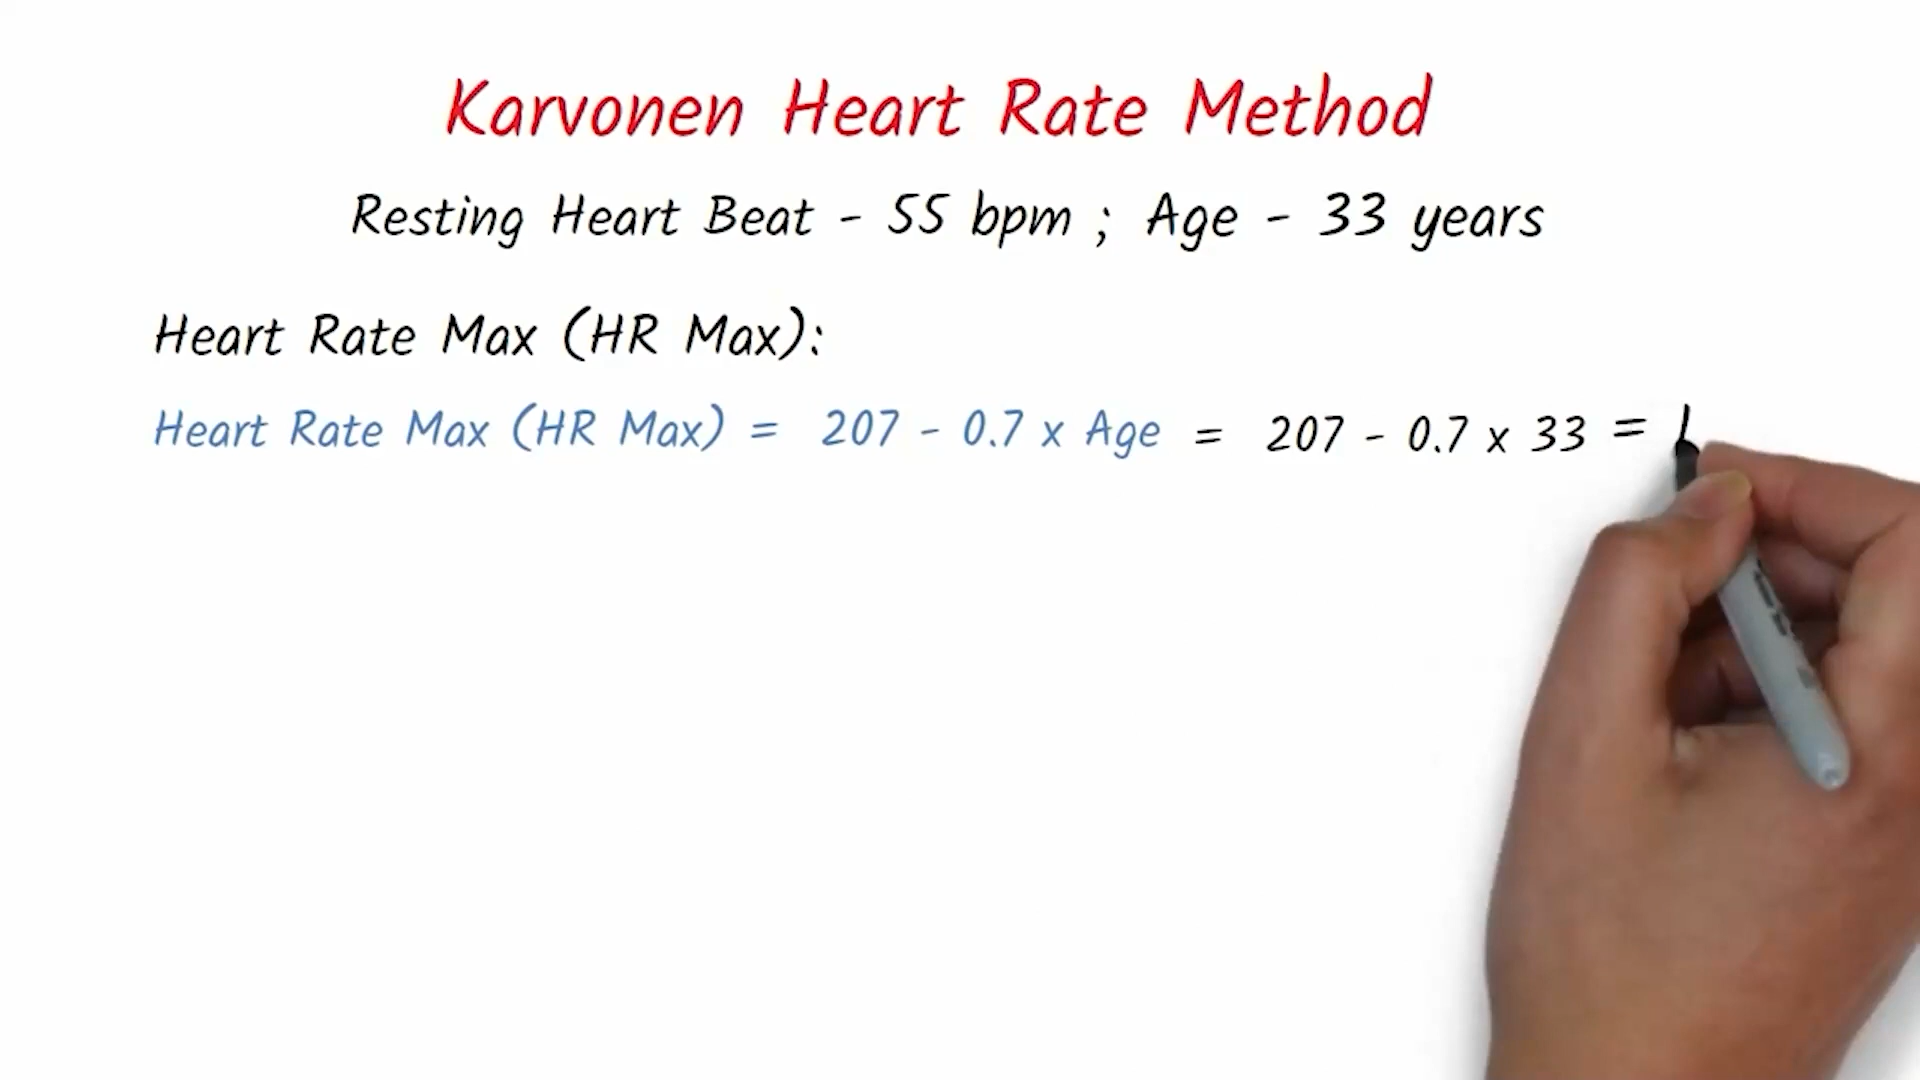 Karvonen Heart Rate Method
Resting Heart Beat - 55 bpm ; Age - 33 years
Heart Rate Max (HR Max):
Heart Rate Max (HR Max) = 207 - 0.7 x Age = 207 - 0.7 x 33 =